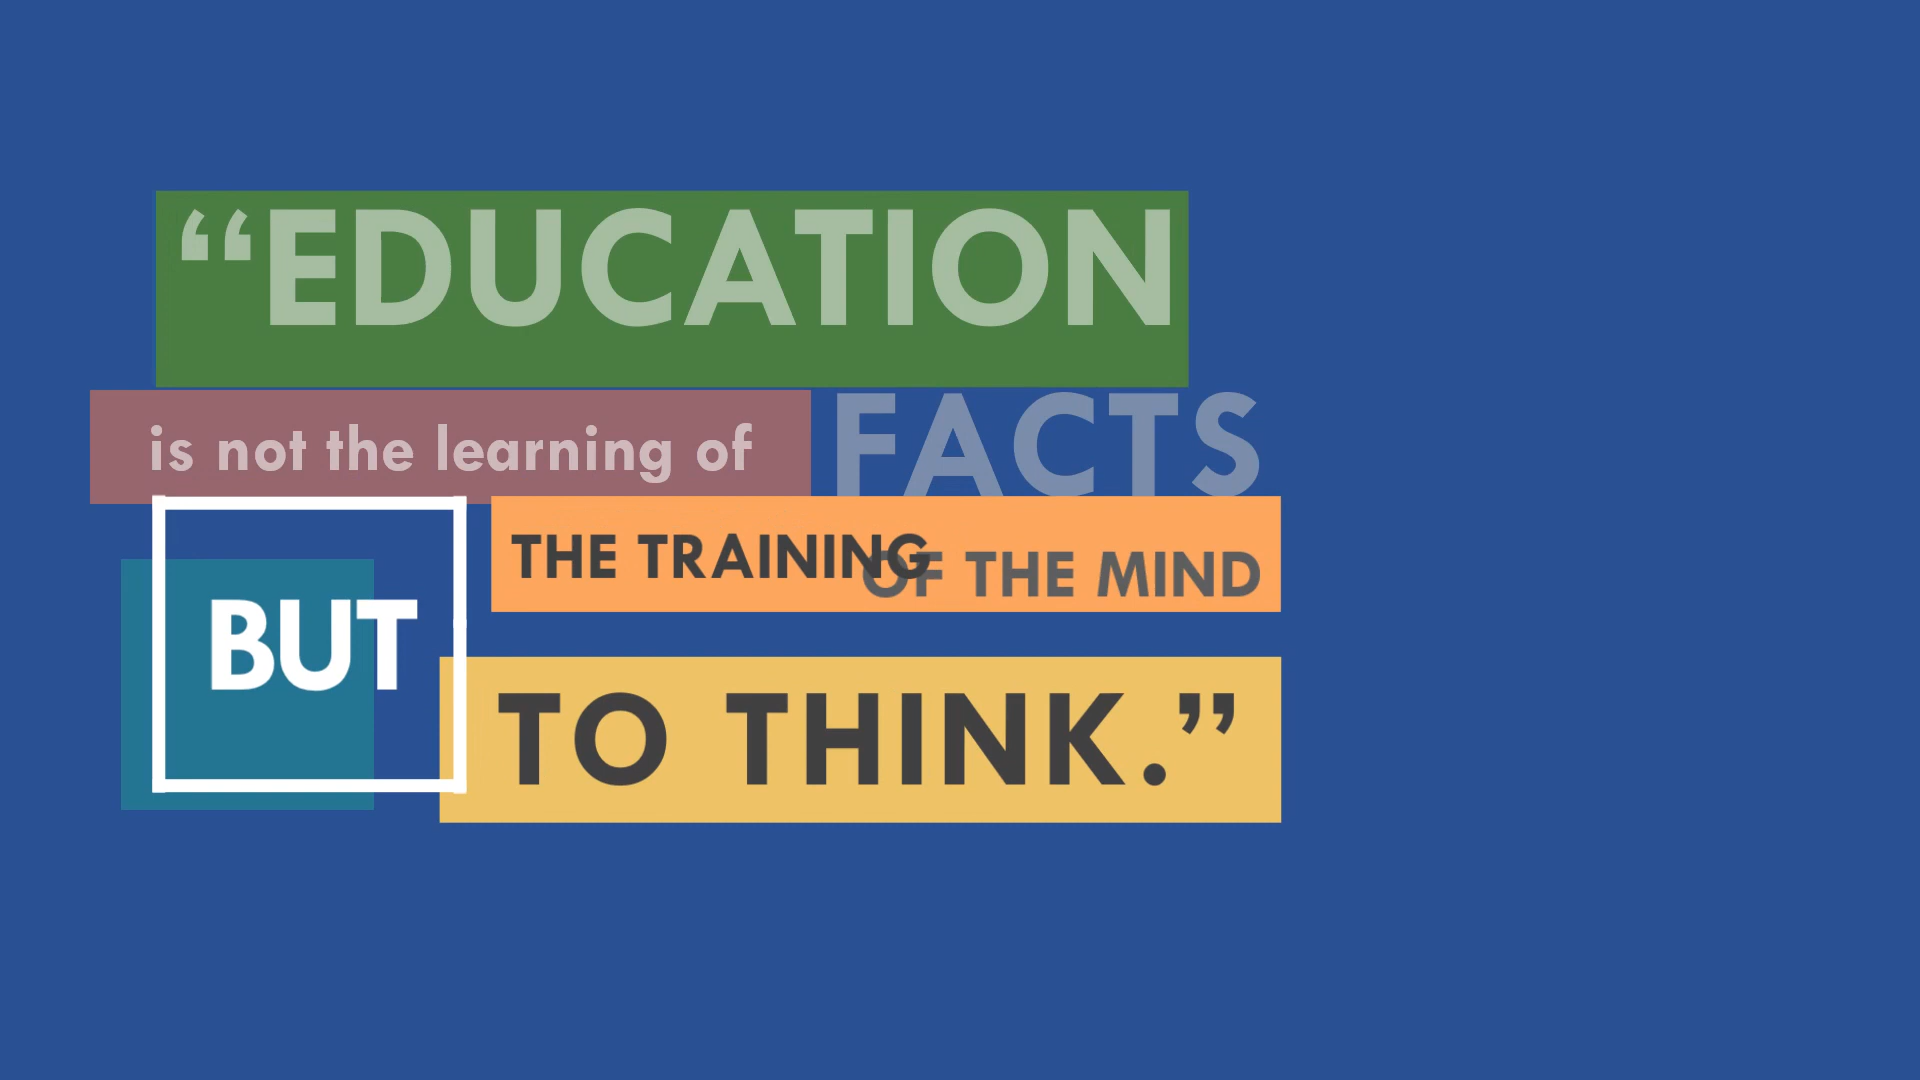 “EDUCATION
is not the learning of FACTS
BUT THE TRAINING OF THE MIND
TO THINK.”